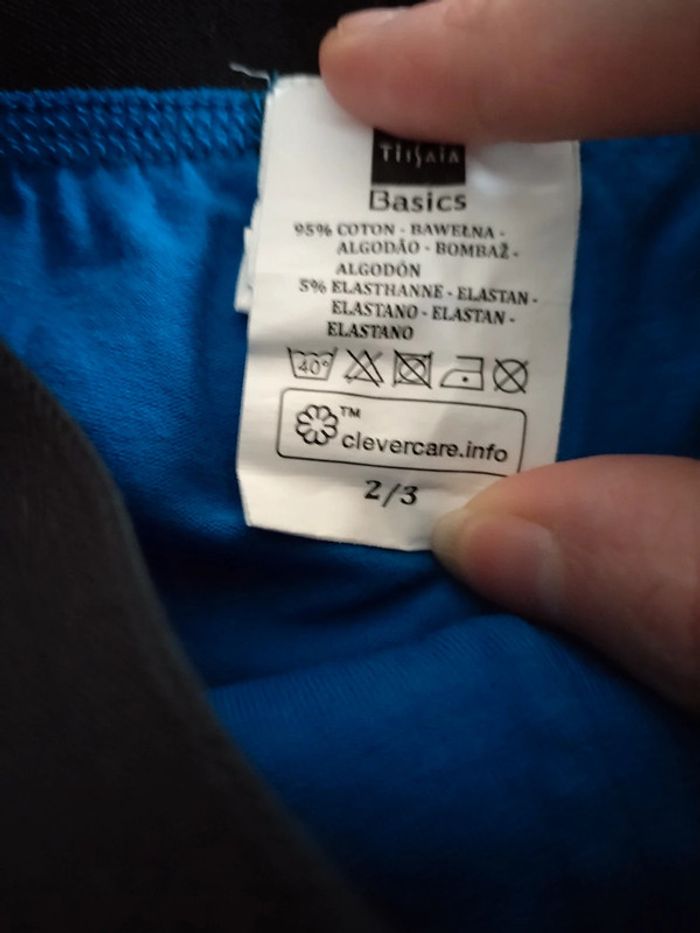 TISSAIA
Basics
95% COTON - BAWEŁNA -
ALGODÃO - BOMBAŽ -
ALGODÓN
5% ELASTHANNE - ELASTAN -
ELASTANO - ELASTAN -
ELASTANO
40°
TM
clevercare.info
2/3